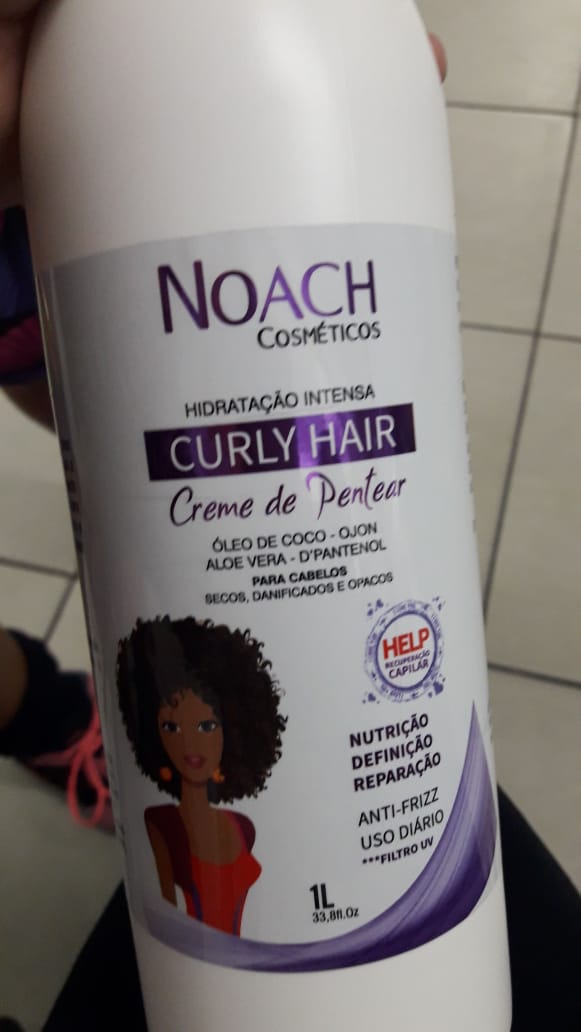 NOACH
COSMÉTICOS
HIDRATAÇÃO INTENSA
CURLY HAIR
Creme de Pentear
ÓLEO DE COCO - OJON
ALOE VERA - D'PANTENOL
PARA CABELOS
SECOS, DANIFICADOS E OPACOS
HELP
RECUPERAÇÃO
CAPILAR
NUTRIÇÃO
DEFINIÇÃO
REPARAÇÃO
ANTI-FRIZZ
USO DIÁRIO
***FILTRO UV
1L
33,8fl.Oz